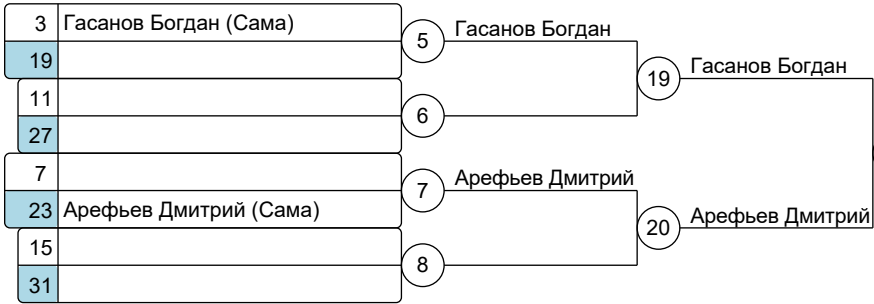 3 Гасанов Богдан (Сама)
19
5 Гасанов Богдан
19 Гасанов Богдан
11
27
6
7
23 Арефьев Дмитрий (Сама)
7 Арефьев Дмитрий
20 Арефьев Дмитрий
15
31
8